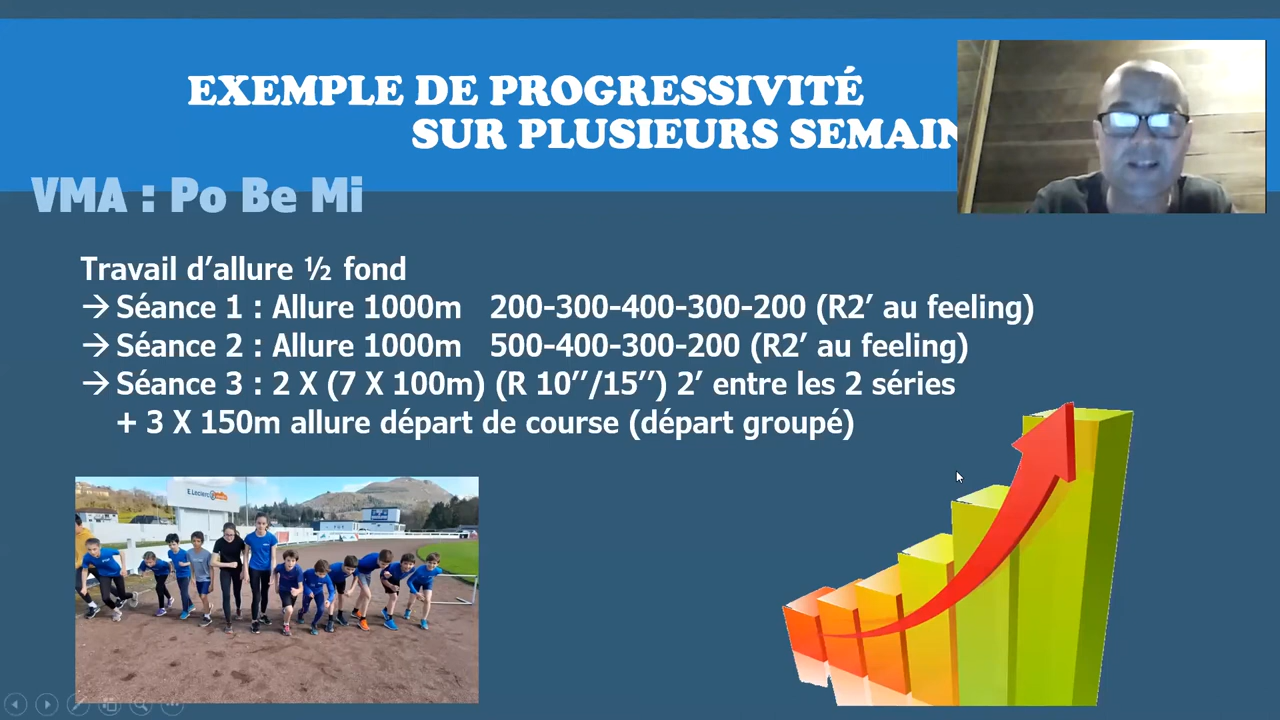 EXEMPLE DE PROGRESSIVITÉ
SUR PLUSIEURS SEMAIN
VMA : Po Be Mi
Travail d’allure ½ fond
→ Séance 1 : Allure 1000m 200-300-400-300-200 (R2’ au feeling)
→ Séance 2 : Allure 1000m 500-400-300-200 (R2’ au feeling)
→ Séance 3 : 2 X (7 X 100m) (R 10’’/15’’) 2’ entre les 2 séries
+ 3 X 150m allure départ de course (départ groupé)
E.Leclerc